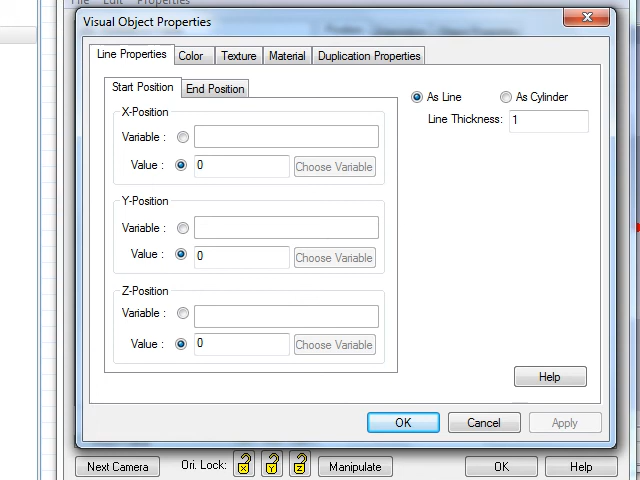 File Edit Properties
Visual Object Properties
Line Properties Color Texture Material Duplication Properties
Start Position End Position
As Line As Cylinder
Line Thickness: 1
X-Position
Variable :
Value : 0 Choose Variable
Y-Position
Variable :
Value : 0 Choose Variable
Z-Position
Variable :
Value : 0 Choose Variable
Help
OK Cancel Apply
Next Camera Ori. Lock: X Y Z Manipulate OK Help